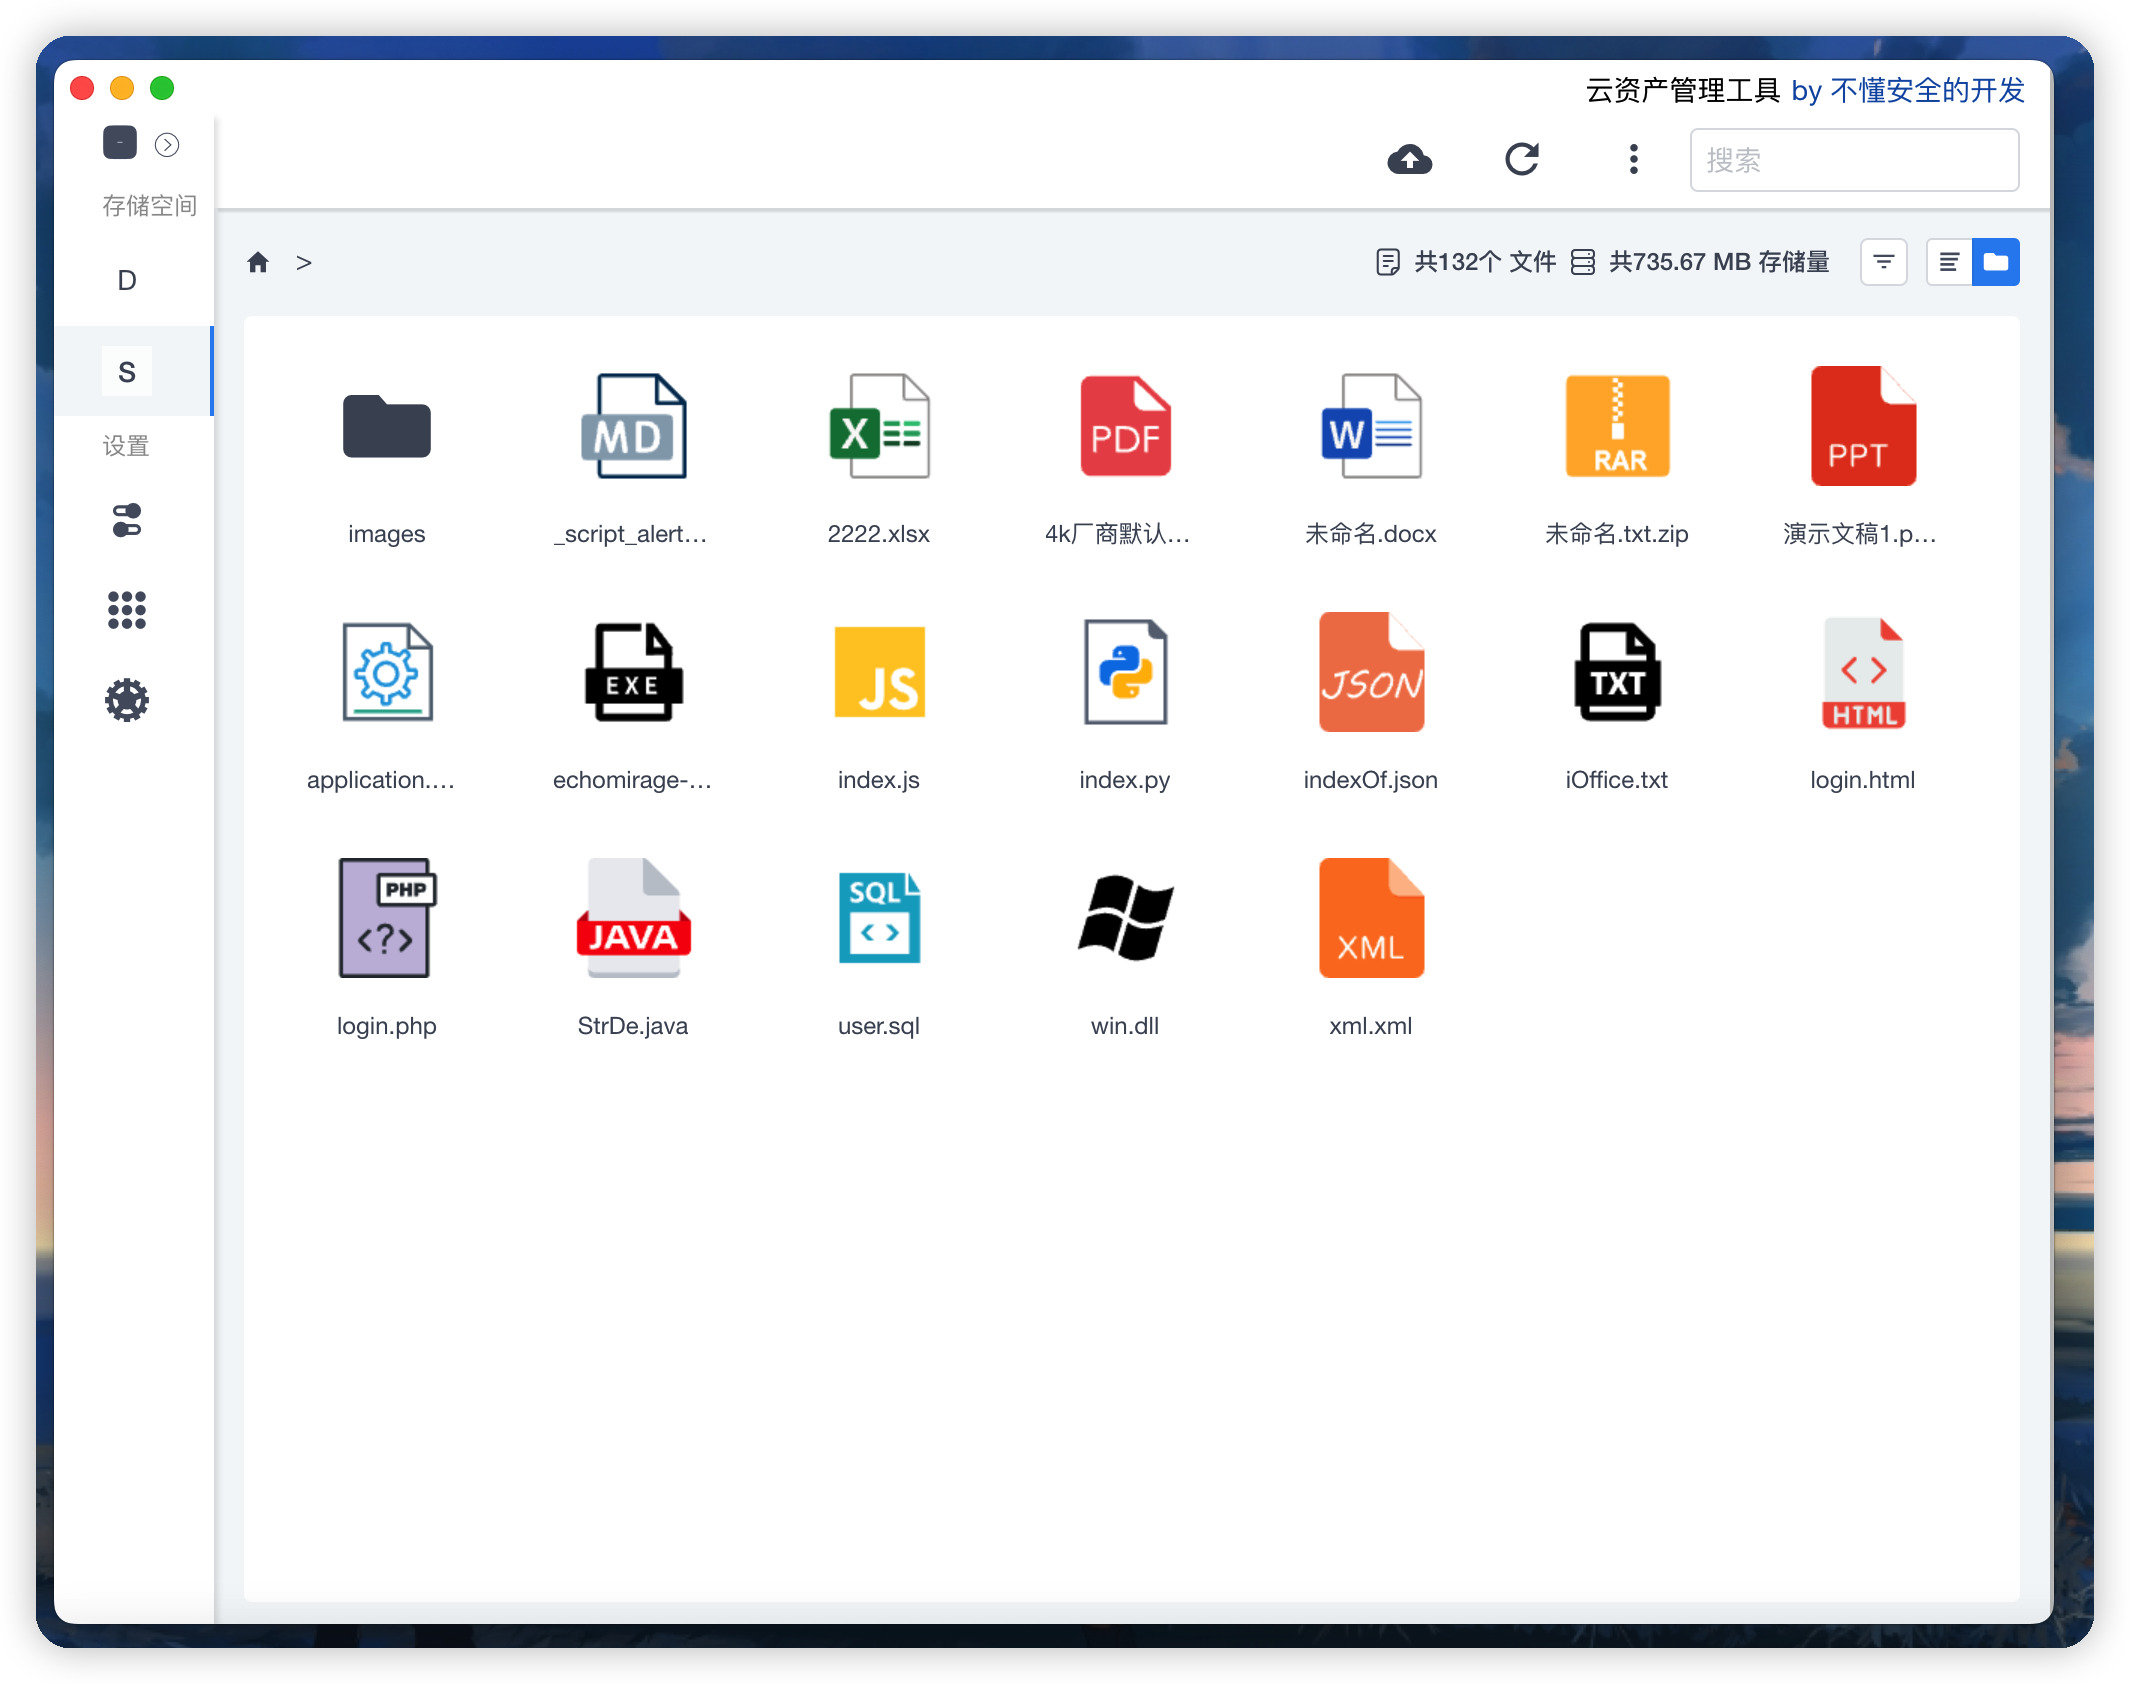 云资产管理工具 by 不懂安全的开发
搜索
存储空间
D
S
设置
>
共132个 文件 共735.67 MB 存储量
MD
X
PDF
W
RAR
PPT
images
_script_alert...
2222.xlsx
4k厂商默认...
未命名.docx
未命名.txt.zip
演示文稿1.p...
EXE
JS
JSON
TXT
<>
HTML
application....
echomirage-...
index.js
index.py
indexOf.json
iOffice.txt
login.html
PHP
<?>
JAVA
SQL
<>
XML
login.php
StrDe.java
user.sql
win.dll
xml.xml